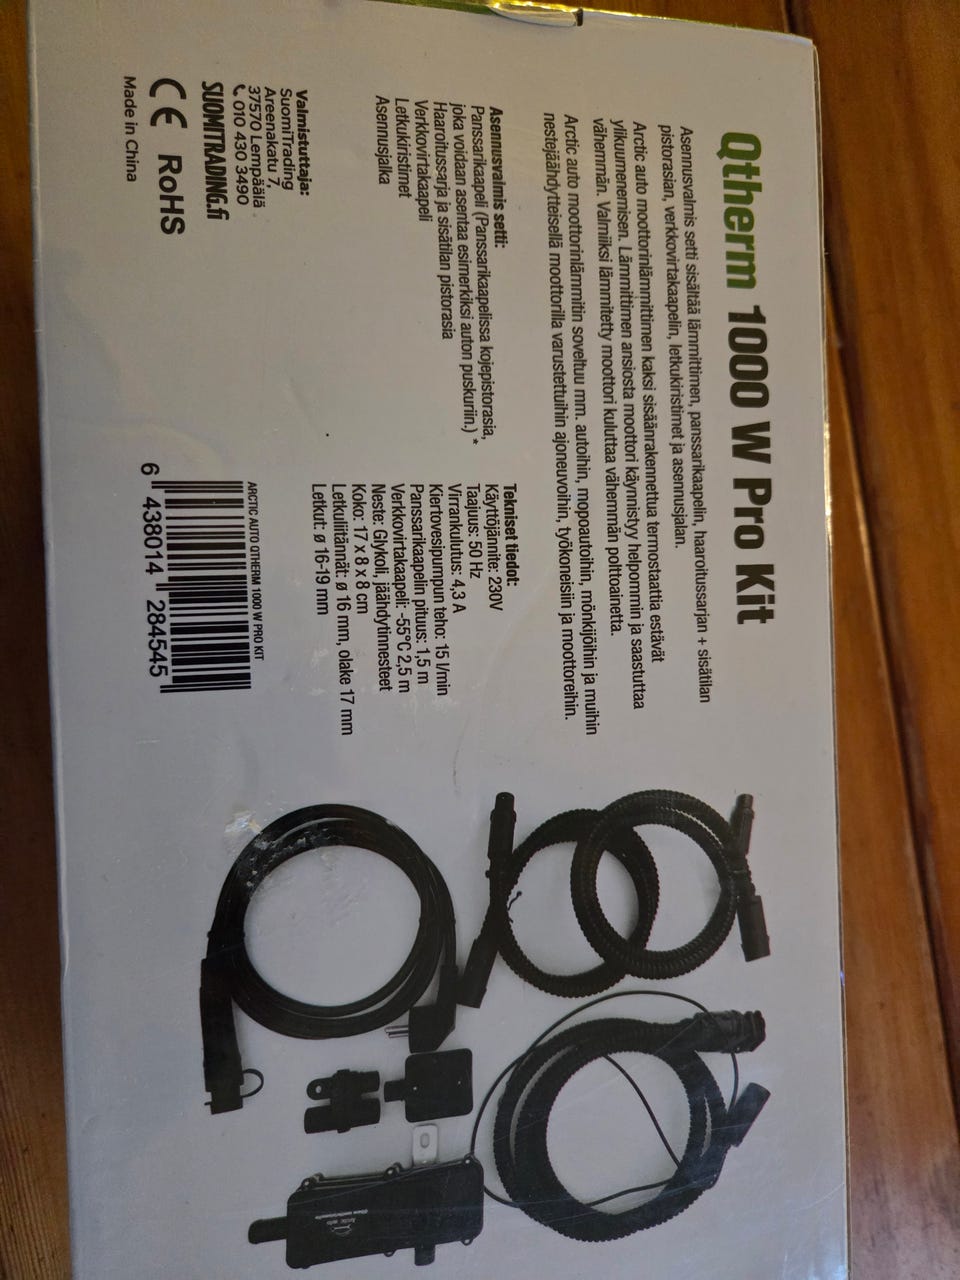 Qtherm 1000 W Pro Kit
Asennusvalmis setti sisältää lämmittimen, panssarikaapelin, haaroitussarjan + sisätilan
pistorasian, verkkovirtakaapelin, letkukiristimet ja asennusjalan.
Arctic auto moottorinlämmittimen kaksi sisäänrakennettua termostaattia estävät
ylikuumenemisen. Lämmittimen ansiosta moottori käynnistyy helpommin ja saastuttaa
vähemmän. Valmiiksi lämmitetty moottori kuluttaa vähemmän polttoainetta.
Arctic auto moottorinlämmitin soveltuu mm. autoihin, mopoautoihin, mönkijöihin ja muihin
nestejäähdytteisellä moottorilla varustettuihin ajoneuvoihin, työkoneisiin ja moottoreihin.
Asennusvalmis setti:
Panssarikaapeli (Panssarikaapelissa kojepistorasia,
joka voidaan asentaa esimerkiksi auton puskuriin.) *
Haaroitussarja ja sisätilan pistorasia
Verkkovirtakaapeli
Letkukiristimet
Asennusjalka
Tekniset tiedot:
Käyttöjännite: 230V
Taajuus: 50 Hz
Virrankulutus: 4,3 A
Kiertovesipumpun teho: 15 l/min
Panssarikaapelin pituus: 1,5 m
Verkkovirtakaapeli: -55°C 2,5 m
Neste: Glykoli, jäähdytinnesteet
Koko: 17 x 8 x 8 cm
Letkuliitännät: ø 16 mm, olake 17 mm
Letkut: ø 16-19 mm
Valmistuttaja:
SuomiTrading
Areenakatu 7,
37570 Lempäälä
010 430 3490
SUOMITRADING.fi
CE RoHS
Made in China
ARCTIC AUTO QTHERM 1000 W PRO KIT
6 438014 284545
Arctic auto